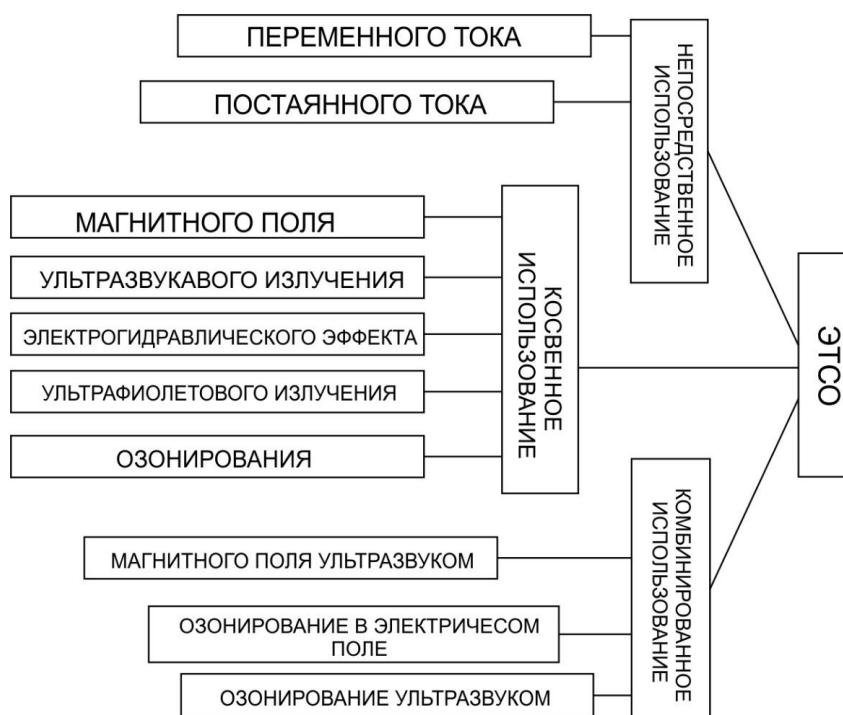 ПЕРЕМЕННОГО ТОКА
ПОСТАЯННОГО ТОКА
НЕПОСРЕДСТВЕННОЕ
ИСПОЛЬЗОВАНИЕ
МАГНИТНОГО ПОЛЯ
УЛЬТРАЗВУКАВОГО ИЗЛУЧЕНИЯ
ЭЛЕКТРОГИДРАВЛИЧЕСКОГО ЭФФЕКТА
УЛЬТРАФИОЛЕТОВОГО ИЗЛУЧЕНИЯ
ОЗОНИРОВАНИЯ
КОСВЕННОЕ
ИСПОЛЬЗОВАНИЕ
ЭТСО
МАГНИТНОГО ПОЛЯ УЛЬТРАЗВУКОМ
ОЗОНИРОВАНИЕ В ЭЛЕКТРИЧЕСОМ
ПОЛЕ
ОЗОНИРОВАНИЕ УЛЬТРАЗВУКОМ
КОМБИНИРОВАННОЕ
ИСПОЛЬЗОВАНИЕ